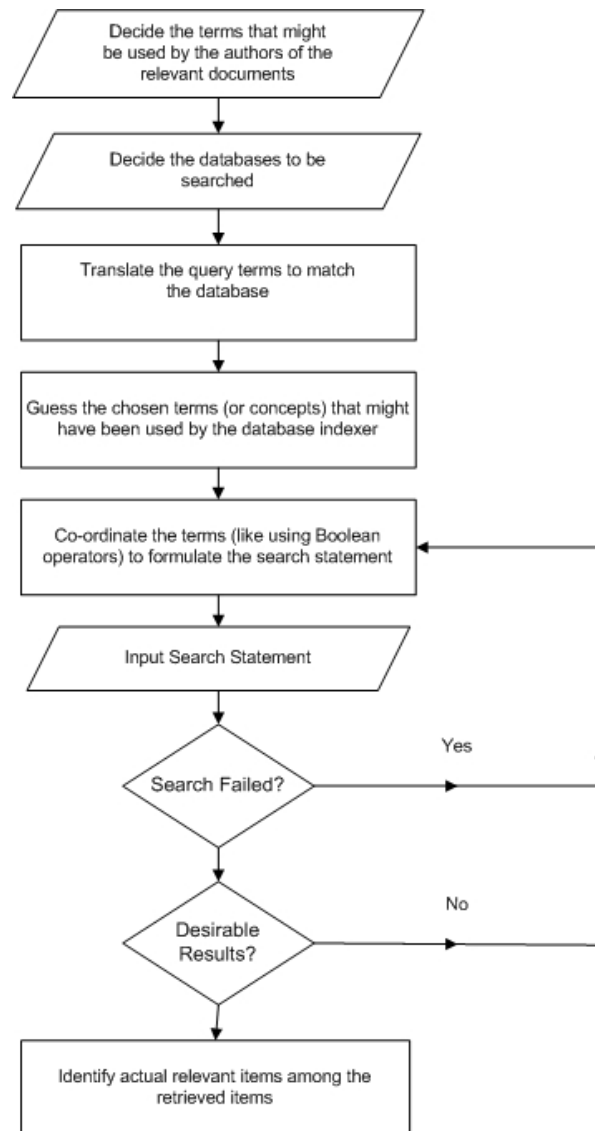 Decide the terms that might
be used by the authors of the
relevant documents
Decide the databases to be
searched
Translate the query terms to match
the database
Guess the chosen terms (or concepts) that might
have been used by the database indexer
Co-ordinate the terms (like using Boolean
operators) to formulate the search statement
Input Search Statement
Yes
Search Failed?
No
Desirable
Results?
Identify actual relevant items among the
retrieved items